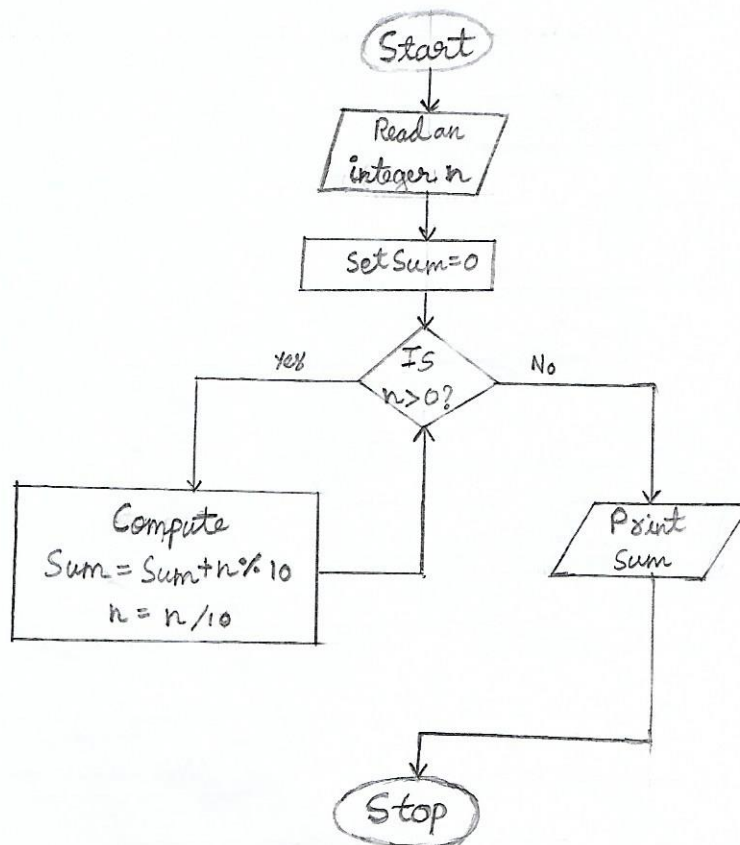 Start
Read an
integer n
Set Sum=0
Is
n>0?
Yes
No
Compute
Sum = Sum+n%10
n = n/10
Print
Sum
Stop